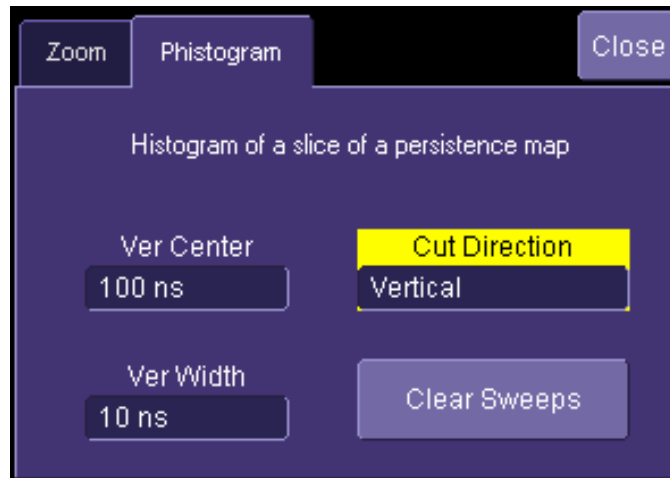 Zoom
Phistogram
Close
Histogram of a slice of a persistence map
Ver Center
Cut Direction
100 ns
Vertical
Ver Width
Clear Sweeps
10 ns